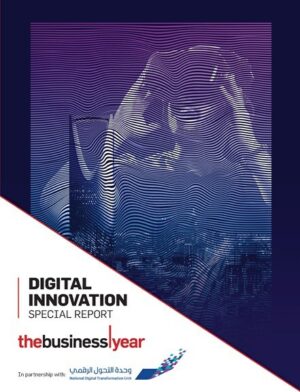 DIGITAL
INNOVATION
SPECIAL REPORT
thebusinessyear
In partnership with:
وحدة التحول الرقمي
National Digital Transformation Unit